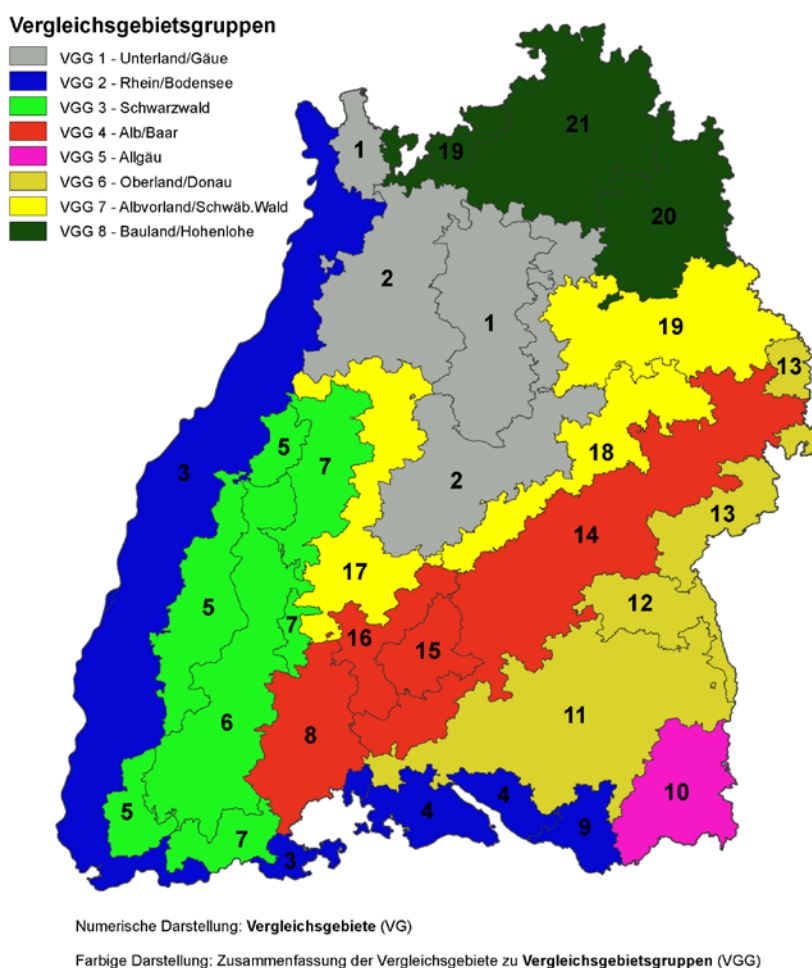 Vergleichsgebietsgruppen
VGG 1 - Unterland/Gäue
VGG 2 - Rhein/Bodensee
VGG 3 - Schwarzwald
VGG 4 - Alb/Baar
VGG 5 - Allgäu
VGG 6 - Oberland/Donau
VGG 7 - Albvorland/Schwäb.Wald
VGG 8 - Bauland/Hohenlohe
21
1
19
20
2
1
19
13
5
7
3
2
18
13
14
17
5
12
7
16
15
11
6
8
10
5
4
4
9
7
3
Numerische Darstellung: Vergleichsgebiete (VG)
Farbige Darstellung: Zusammenfassung der Vergleichsgebiete zu Vergleichsgebietsgruppen (VGG)